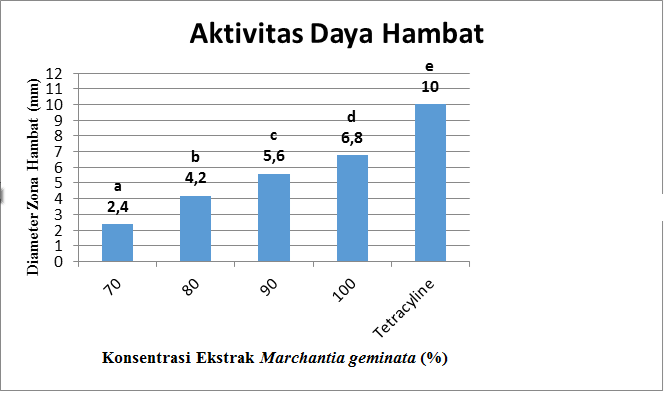 Aktivitas Daya Hambat
Diameter Zona Hambat (mm)
12
11
10
9
8
7
6
5
4
3
2
1
0
a
2,4
b
4,2
c
5,6
d
6,8
e
10
70
80
90
100
Tetracyline
Konsentrasi Ekstrak Marchantia geminata (%)